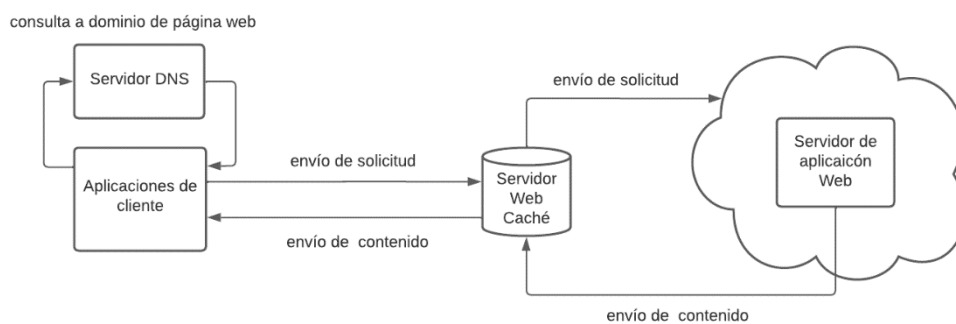 consulta a dominio de página web
Servidor DNS
envío de solicitud
Servidor de
aplicaicón
Web
envío de solicitud
Aplicaciones de
cliente
Servidor
Web
Caché
envío de  contenido
envío de  contenido